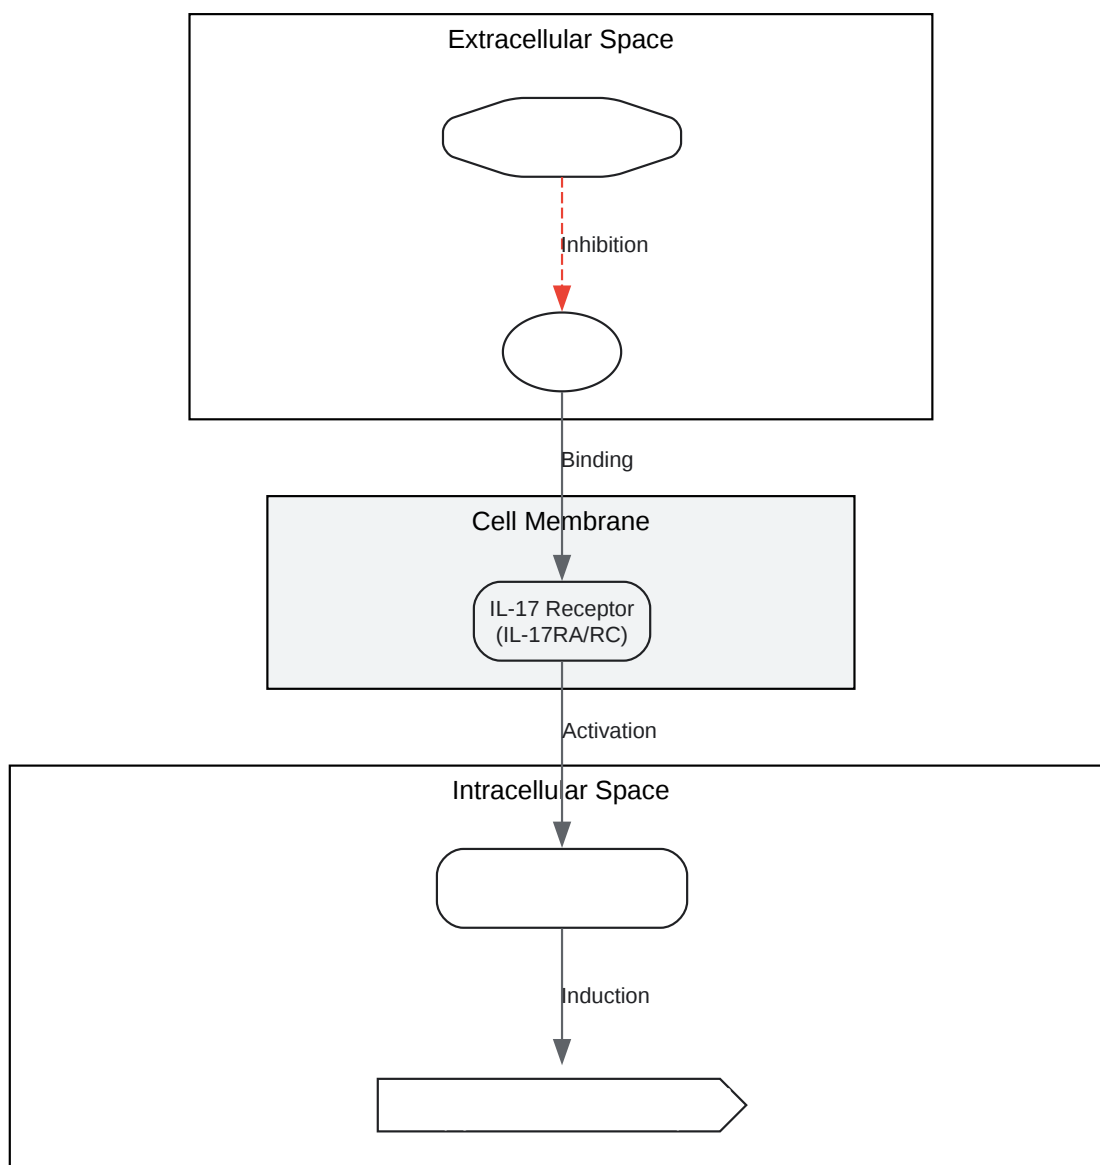 Extracellular Space
Inhibition
Binding
Cell Membrane
IL-17 Receptor
(IL-17RA/RC)
Activation
Intracellular Space
Induction